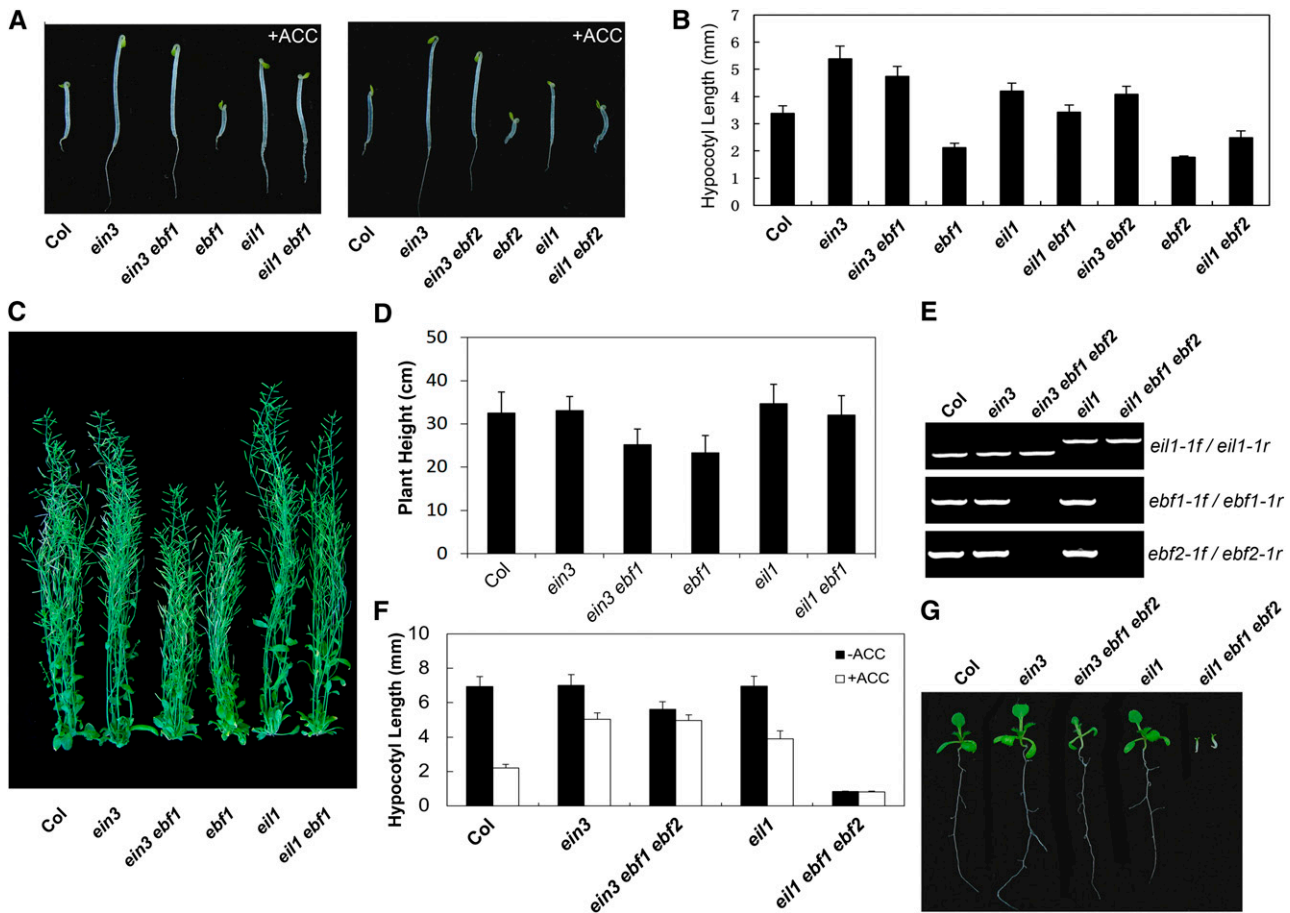 A
+ACC
+ACC
Col
ein3
ein3 ebf1
ebf1
eil1
eil1 ebf1
Col
ein3
ein3 ebf2
ebf2
eil1
eil1 ebf2
B
Hypocotyl Length (mm)
7
6
5
4
3
2
1
0
Col
ein3
ein3 ebf1
ebf1
eil1
eil1 ebf1
ein3 ebf2
ebf2
eil1 ebf2
C
Col
ein3
ein3 ebf1
ebf1
eil1
eil1 ebf1
D
Plant Height (cm)
50
40
30
20
10
0
Col
ein3
ein3 ebf1
ebf1
eil1
eil1 ebf1
E
Col
ein3
ein3 ebf1 ebf2
eil1
eil1 ebf1 ebf2
eil1-1f / eil1-1r
ebf1-1f / ebf1-1r
ebf2-1f / ebf2-1r
F
Hypocotyl Length (mm)
10
8
6
4
2
0
-ACC
+ACC
Col
ein3
ein3 ebf1 ebf2
eil1
eil1 ebf1 ebf2
G
Col
ein3
ein3 ebf1 ebf2
eil1
eil1 ebf1 ebf2